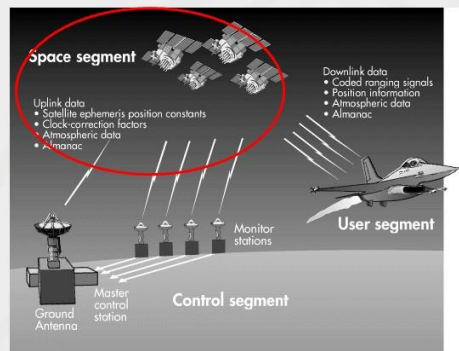 Space segment
Uplink data
• Satellite ephemeris position constants
• Clock-correction factors
• Atmospheric data
• Almanac
Downlink data
• Coded ranging signals
• Position information
• Atmospheric data
• Almanac
User segment
Monitor
stations
Master
control
station
Ground
Antenna
Control segment